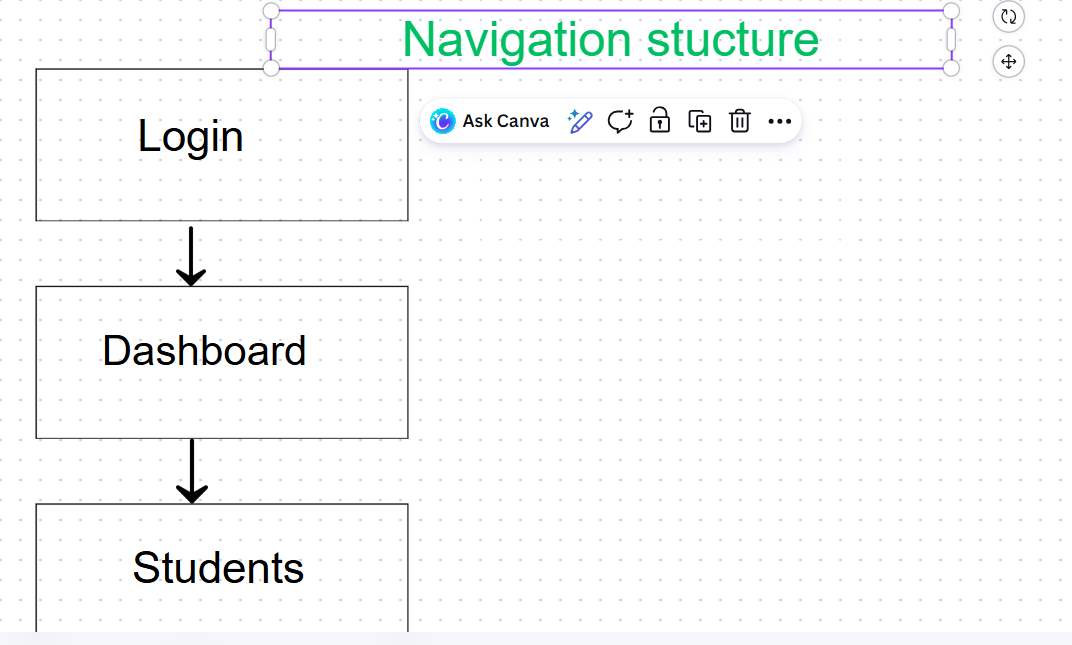 Navigation stucture
Login
Ask Canva
Dashboard
Students